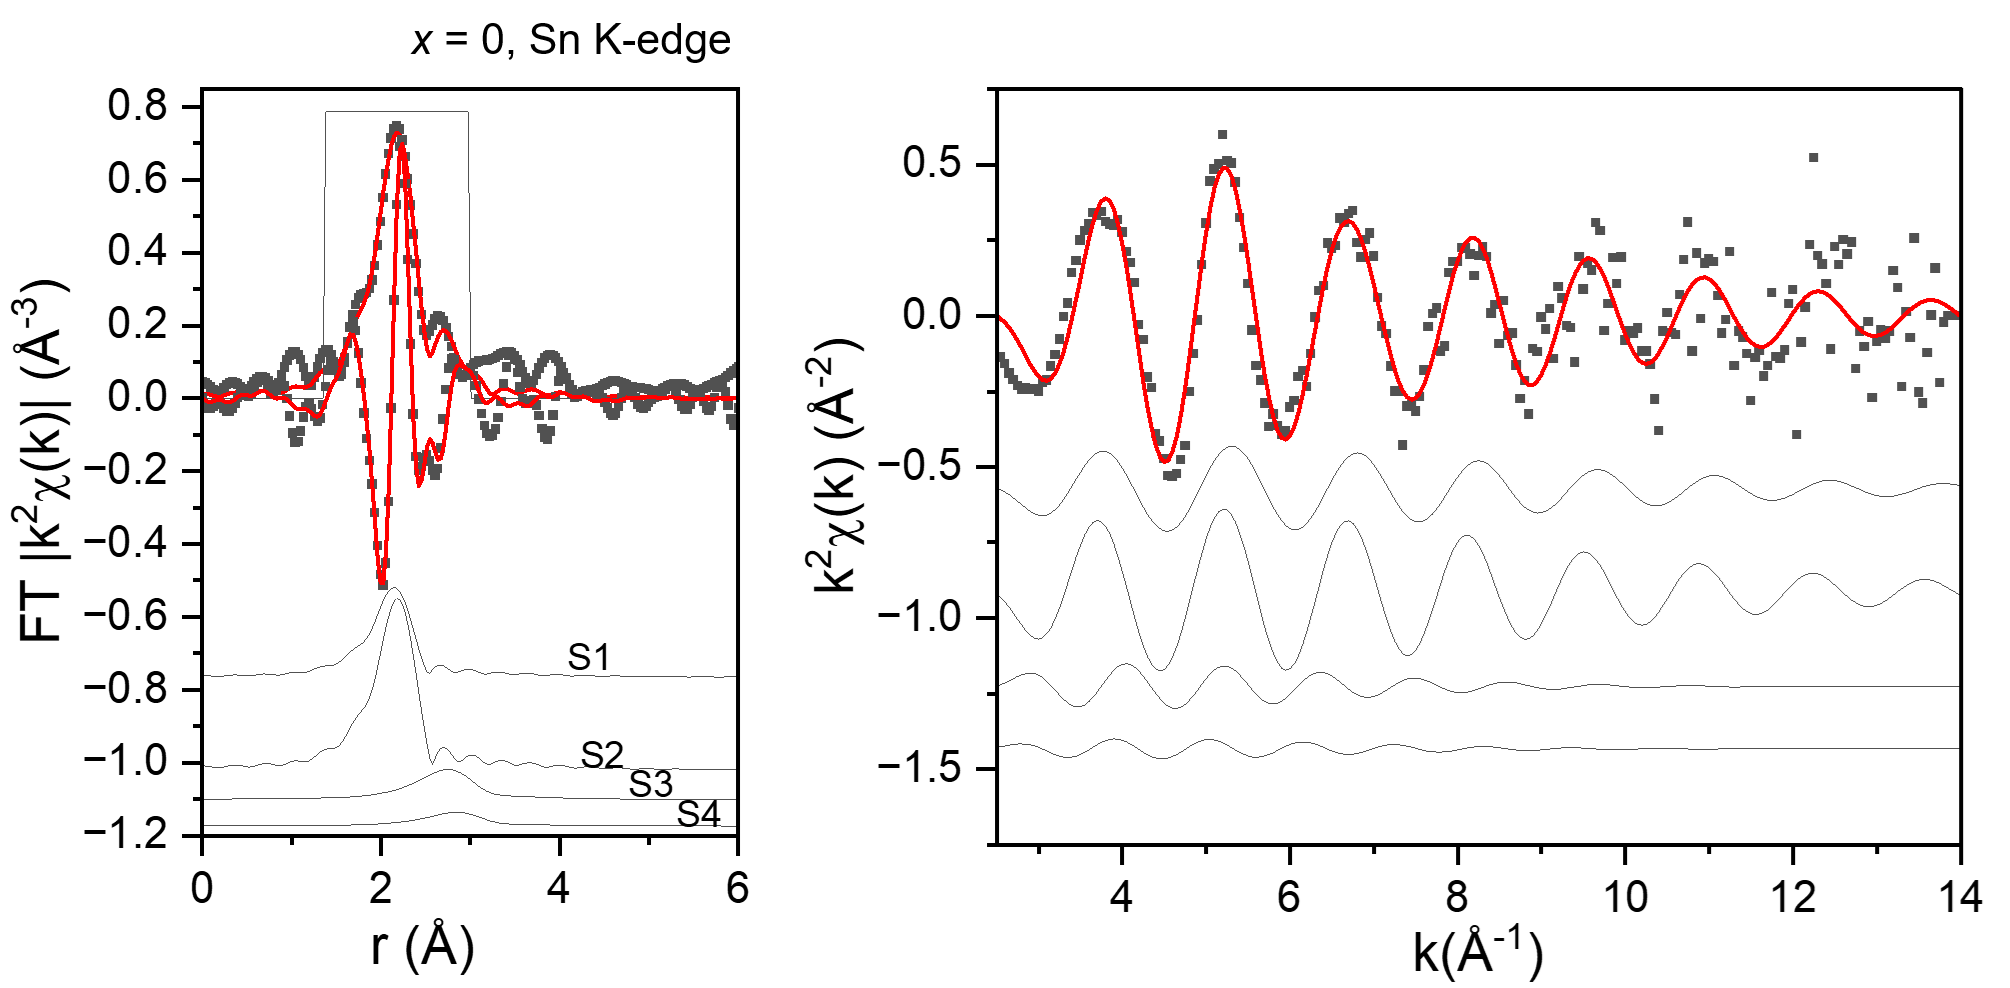 x = 0, Sn K-edge
FT |k²χ(k)| (Å⁻³)
0.8
0.6
0.4
0.2
0.0
−0.2
−0.4
−0.6
−0.8
−1.0
−1.2
S1
S2
S3
S4
0 2 4 6
r (Å)
k²χ(k) (Å⁻²)
0.5
0.0
−0.5
−1.0
−1.5
4 6 8 10 12 14
k(Å⁻¹)